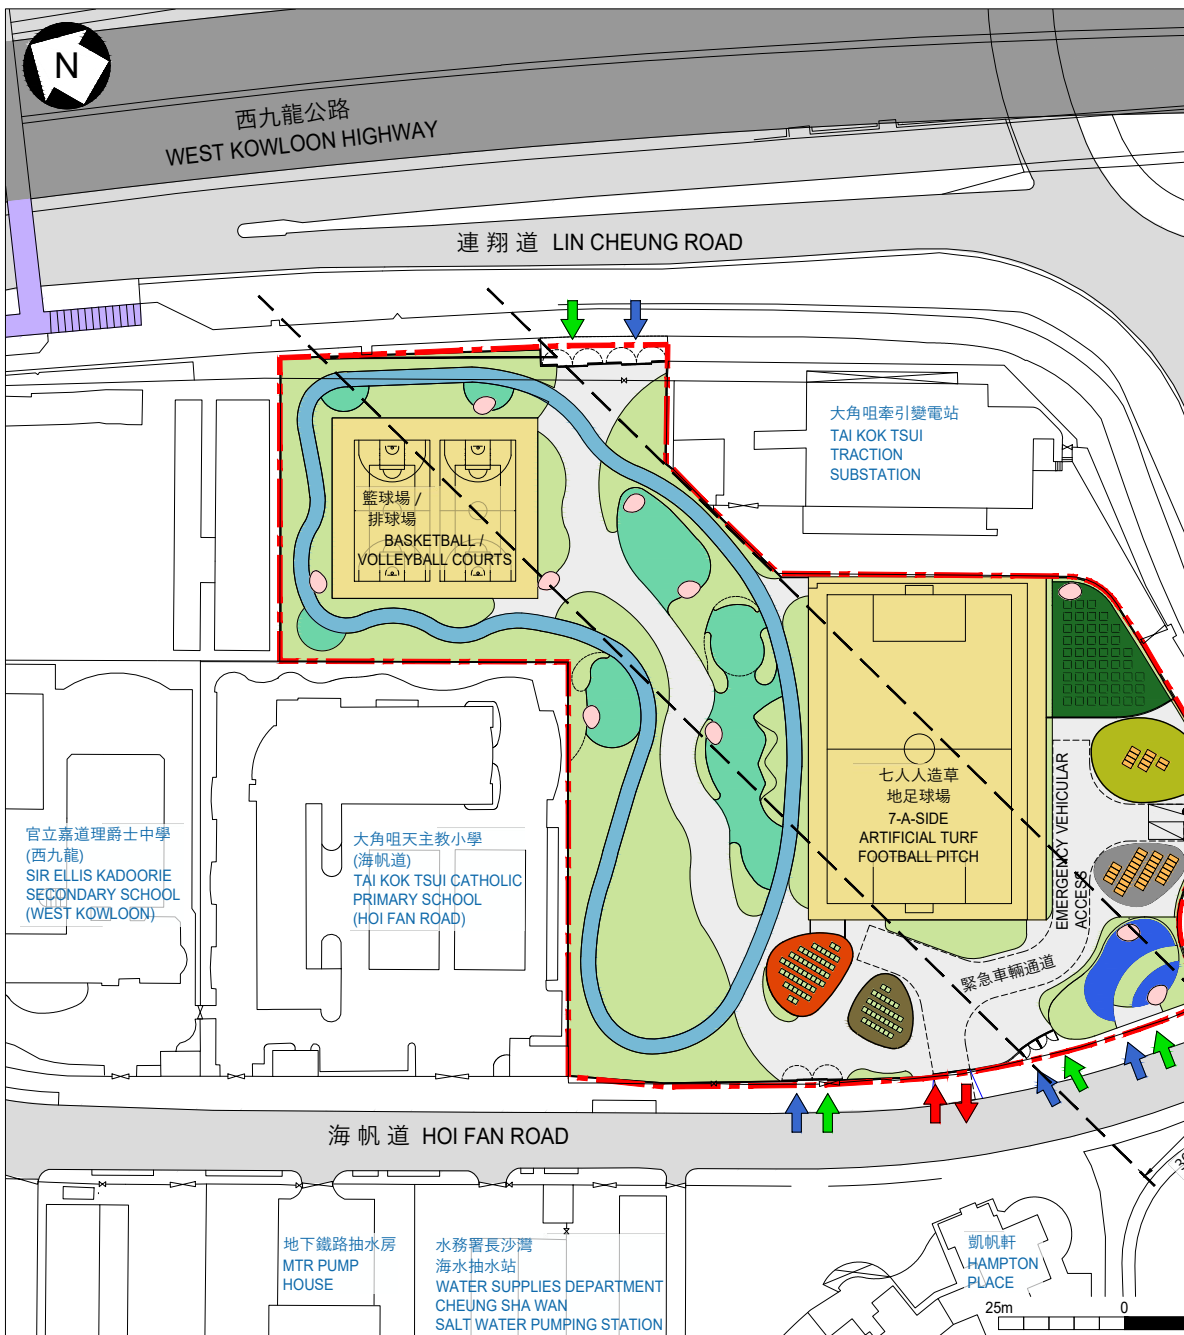 N
西九龍公路
WEST KOWLOON HIGHWAY
連翔道 LIN CHEUNG ROAD
大角咀牽引變電站
TAI KOK TSUI
TRACTION
SUBSTATION
籃球場 /
排球場
BASKETBALL /
VOLLEYBALL COURTS
七人人造草
地足球場
7-A-SIDE
ARTIFICIAL TURF
FOOTBALL PITCH
EMERGENCY VEHICULAR
ACCESS
緊急車輛通道
官立嘉道理爵士中學
(西九龍)
SIR ELLIS KADOORIE
SECONDARY SCHOOL
(WEST KOWLOON)
大角咀天主教小學
(海帆道)
TAI KOK TSUI CATHOLIC
PRIMARY SCHOOL
(HOI FAN ROAD)
海帆道 HOI FAN ROAD
地下鐵路抽水房
MTR PUMP
HOUSE
水務署長沙灣
海水抽水站
WATER SUPPLIES DEPARTMENT
CHEUNG SHA WAN
SALT WATER PUMPING STATION
凱帆軒
HAMPTON
PLACE
25m 0